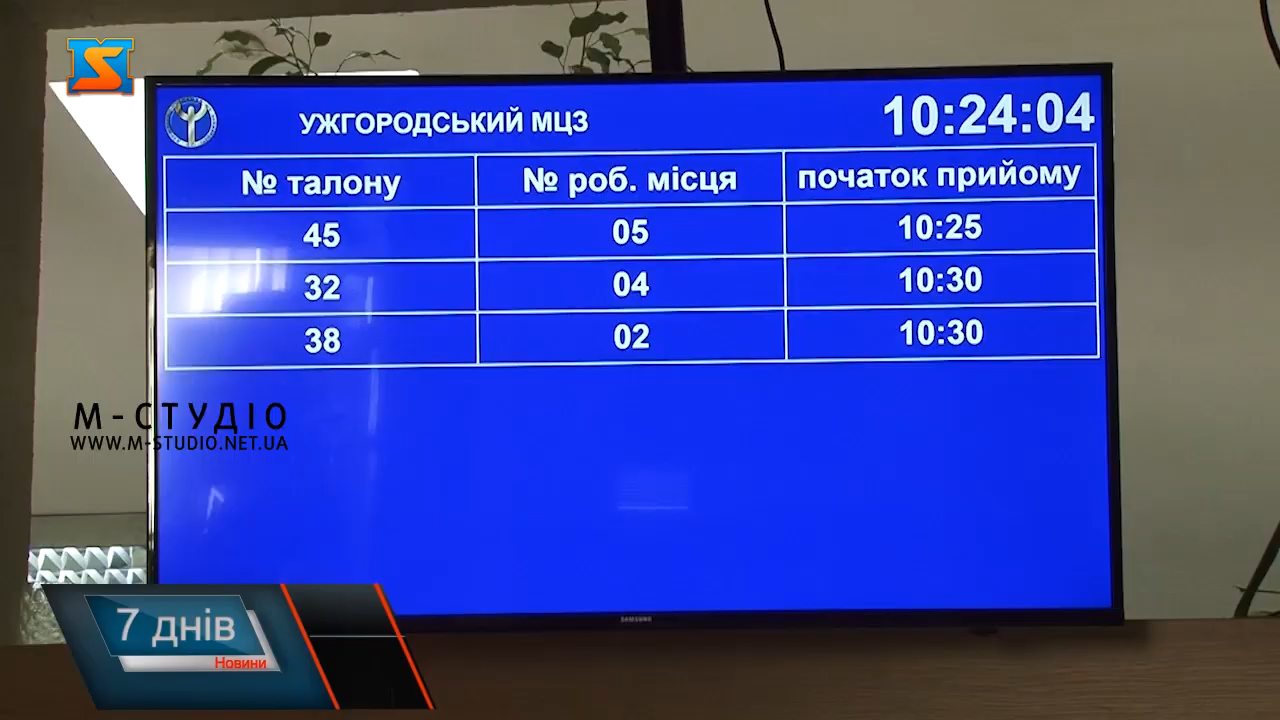 УЖГОРОДСЬКИЙ МЦЗ 10:24:04
№ талону № роб. місця початок прийому
45 05 10:25
32 04 10:30
38 02 10:30
М-СТУДІО
WWW.M-STUDIO.NET.UA
SAMSUNG
7 днів
Новини